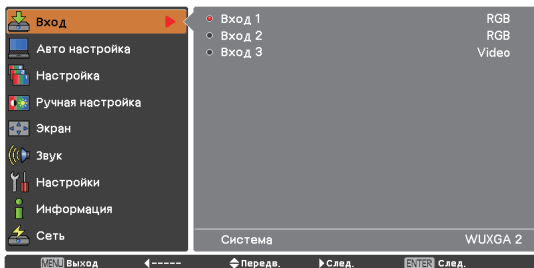 Вход
Авто настройка
Настройка
Ручная настройка
Экран
Звук
Настройки
Информация
Сеть
Вход 1 RGB
Вход 2 RGB
Вход 3 Video
Система WUXGA 2
MENU Выход ----- Передв. След. ENTER След.